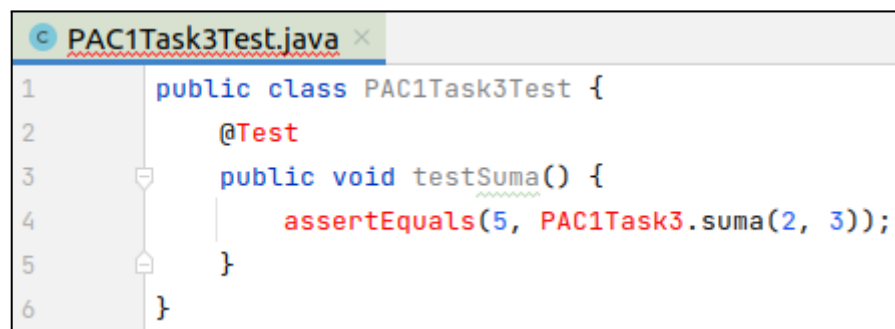 C PAC1Task3Test.java ×
1 public class PAC1Task3Test {
2 @Test
3 public void testSuma() {
4 assertEquals(5, PAC1Task3.suma(2, 3));
5 }
6 }